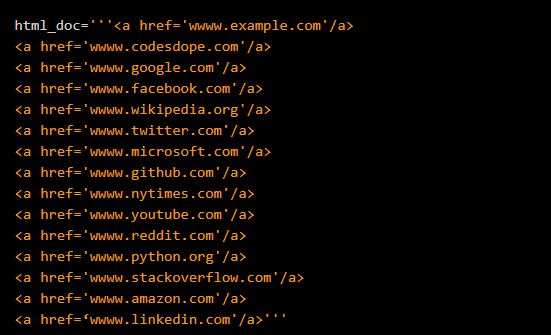 html_doc='''<a href='wwww.example.com'/a>
<a href='wwww.codesdope.com'/a>
<a href='wwww.google.com'/a>
<a href='wwww.facebook.com'/a>
<a href='wwww.wikipedia.org'/a>
<a href='wwww.twitter.com'/a>
<a href='wwww.microsoft.com'/a>
<a href='wwww.github.com'/a>
<a href='wwww.nytimes.com'/a>
<a href='wwww.youtube.com'/a>
<a href='wwww.reddit.com'/a>
<a href='wwww.python.org'/a>
<a href='wwww.stackoverflow.com'/a>
<a href='wwww.amazon.com'/a>
<a href=‘wwww.linkedin.com'/a>'''